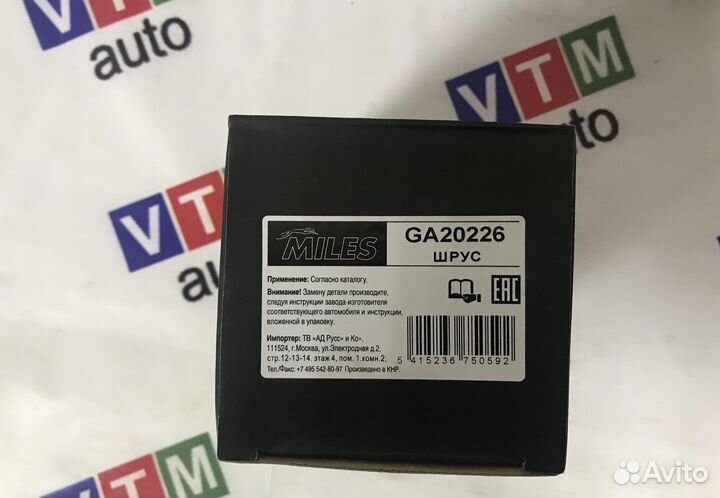 VTM
auto
VTM
VTM
auto
VTM
MILES
GA20226
ШРУС
Применение: Согласно каталогу.
Внимание! Замену детали производите,
следуя инструкции завода-изготовителя
соответствующего автомобиля и инструкции,
вложенной в упаковку.
EAC
Импортер: ТВ «АД Русс» и Ко»,
111524, г.Москва, ул.Электродная д.2,
стр.12-13-14. этаж 4, пом. 1.комн.2;
Тел./Факс: +7 495 542-80-97 Произведено в КНР.
5 415236 750592
VTM
auto
VTM
Avito